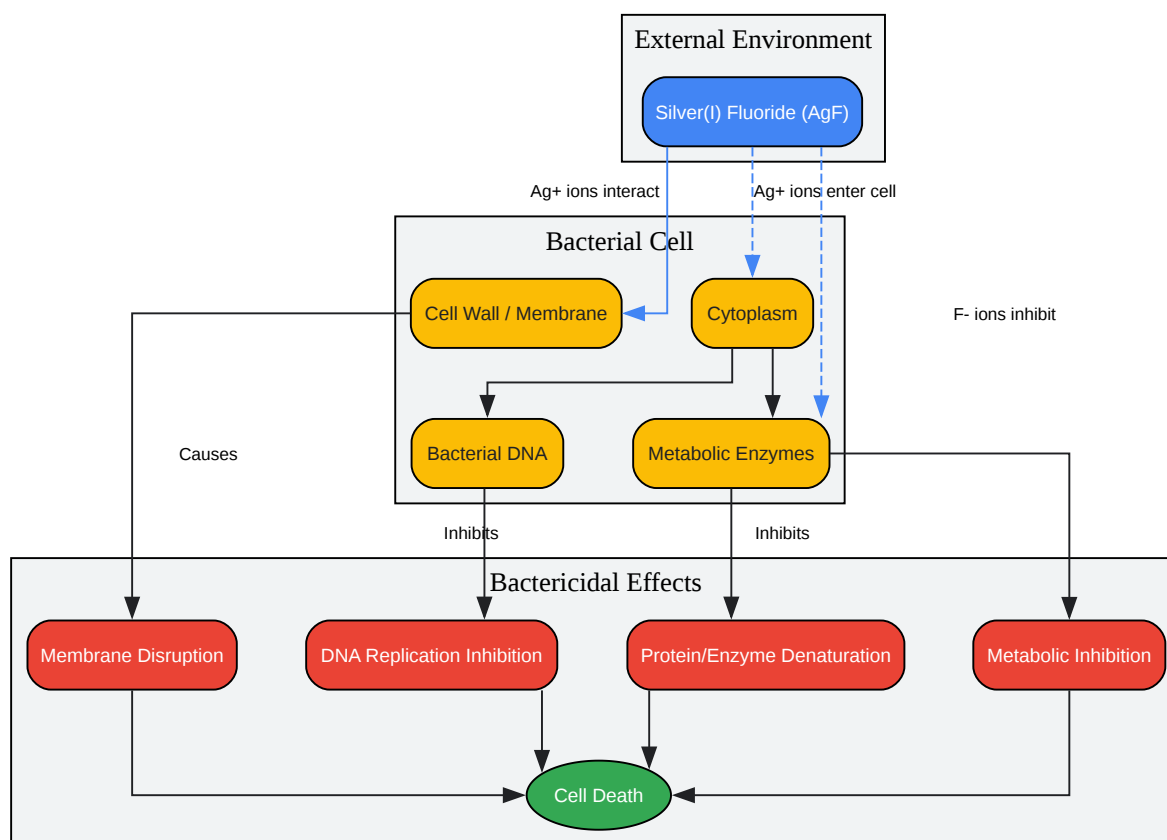 External Environment
Silver(I) Fluoride (AgF)
Ag+ ions interact
Ag+ ions enter cell
Bacterial Cell
Cell Wall / Membrane
Cytoplasm
F- ions inhibit
Bacterial DNA
Metabolic Enzymes
Causes
Inhibits
Inhibits
Bactericidal Effects
Membrane Disruption
DNA Replication Inhibition
Protein/Enzyme Denaturation
Metabolic Inhibition
Cell Death